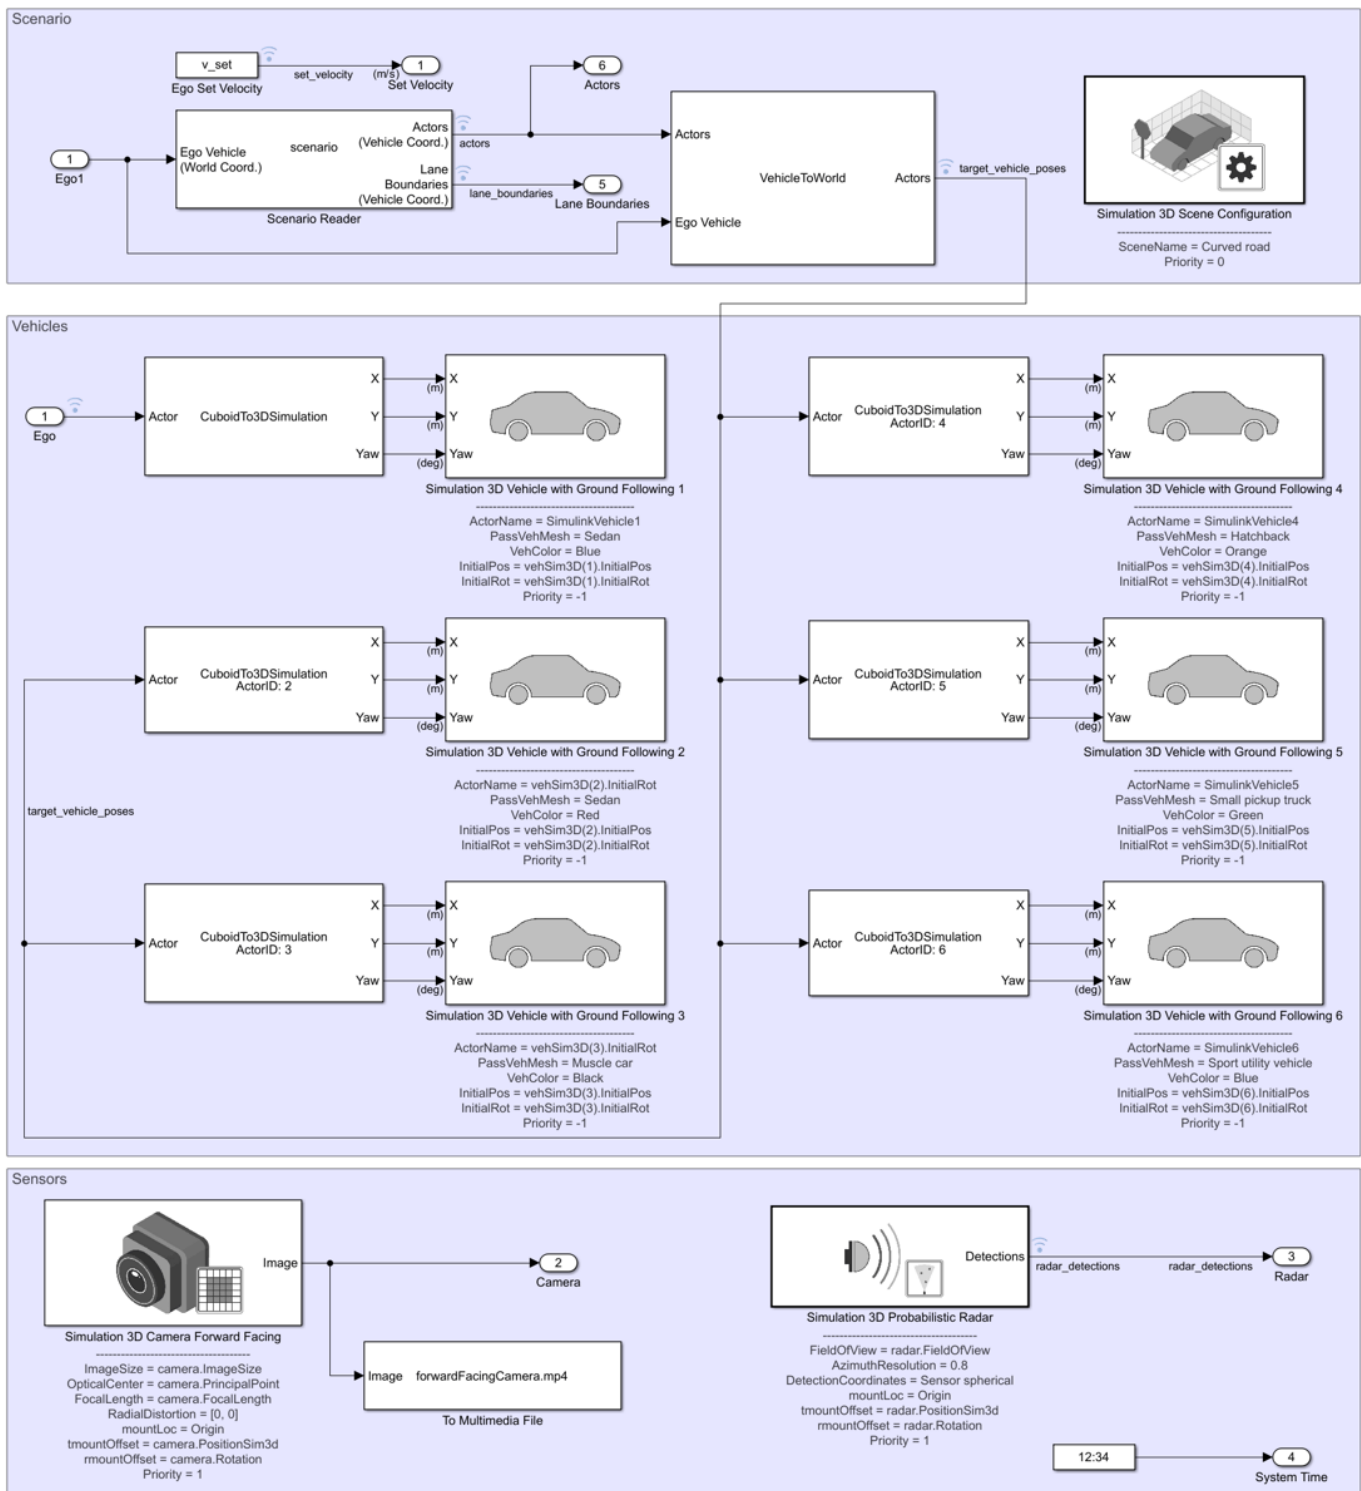 Scenario
v_set
set_velocity
(m/s)
1
Ego Set Velocity
Set Velocity
6
Actors
1
Ego1
Ego Vehicle
(World Coord.)
scenario
Actors
(Vehicle Coord.)
Lane
Boundaries
(Vehicle Coord.)
Scenario Reader
actors
lane_boundaries
5
Lane Boundaries
Actors
Ego Vehicle
VehicleToWorld
Actors
target_vehicle_poses
Simulation 3D Scene Configuration
-------------------------------------
SceneName = Curved road
Priority = 0
Vehicles
1
Ego
Actor
CuboidTo3DSimulation
X
Y
Yaw
(m)
(m)
(deg)
X
Y
Yaw
Simulation 3D Vehicle with Ground Following 1
-------------------------------------
ActorName = SimulinkVehicle1
PassVehMesh = Sedan
VehColor = Blue
InitialPos = vehSim3D(1).InitialPos
InitialRot = vehSim3D(1).InitialRot
Priority = -1
Actor
CuboidTo3DSimulation
ActorID: 4
X
Y
Yaw
(m)
(m)
(deg)
X
Y
Yaw
Simulation 3D Vehicle with Ground Following 4
-------------------------------------
ActorName = SimulinkVehicle4
PassVehMesh = Hatchback
VehColor = Orange
InitialPos = vehSim3D(4).InitialPos
InitialRot = vehSim3D(4).InitialRot
Priority = -1
Actor
CuboidTo3DSimulation
ActorID: 2
X
Y
Yaw
(m)
(m)
(deg)
X
Y
Yaw
Simulation 3D Vehicle with Ground Following 2
-------------------------------------
ActorName = vehSim3D(2).InitialRot
PassVehMesh = Sedan
VehColor = Red
InitialPos = vehSim3D(2).InitialPos
InitialRot = vehSim3D(2).InitialRot
Priority = -1
target_vehicle_poses
Actor
CuboidTo3DSimulation
ActorID: 5
X
Y
Yaw
(m)
(m)
(deg)
X
Y
Yaw
Simulation 3D Vehicle with Ground Following 5
-------------------------------------
ActorName = SimulinkVehicle5
PassVehMesh = Small pickup truck
VehColor = Green
InitialPos = vehSim3D(5).InitialPos
InitialRot = vehSim3D(5).InitialRot
Priority = -1
Actor
CuboidTo3DSimulation
ActorID: 3
X
Y
Yaw
(m)
(m)
(deg)
X
Y
Yaw
Simulation 3D Vehicle with Ground Following 3
-------------------------------------
ActorName = vehSim3D(3).InitialRot
PassVehMesh = Muscle car
VehColor = Black
InitialPos = vehSim3D(3).InitialPos
InitialRot = vehSim3D(3).InitialRot
Priority = -1
Actor
CuboidTo3DSimulation
ActorID: 6
X
Y
Yaw
(m)
(m)
(deg)
X
Y
Yaw
Simulation 3D Vehicle with Ground Following 6
-------------------------------------
ActorName = SimulinkVehicle6
PassVehMesh = Sport utility vehicle
VehColor = Blue
InitialPos = vehSim3D(6).InitialPos
InitialRot = vehSim3D(6).InitialRot
Priority = -1
Sensors
Image
Simulation 3D Camera Forward Facing
-------------------------------------
ImageSize = camera.ImageSize
OpticalCenter = camera.PrincipalPoint
FocalLength = camera.FocalLength
RadialDistortion = [0, 0]
mountLoc = Origin
tmountOffset = camera.PositionSim3d
rmountOffset = camera.Rotation
Priority = 1
2
Camera
Image
forwardFacingCamera.mp4
To Multimedia File
Detections
Simulation 3D Probabilistic Radar
-------------------------------------
FieldOfView = radar.FieldOfView
AzimuthResolution = 0.8
DetectionCoordinates = Sensor spherical
mountLoc = Origin
tmountOffset = radar.PositionSim3d
rmountOffset = radar.Rotation
Priority = 1
radar_detections
radar_detections
3
Radar
12:34
4
System Time